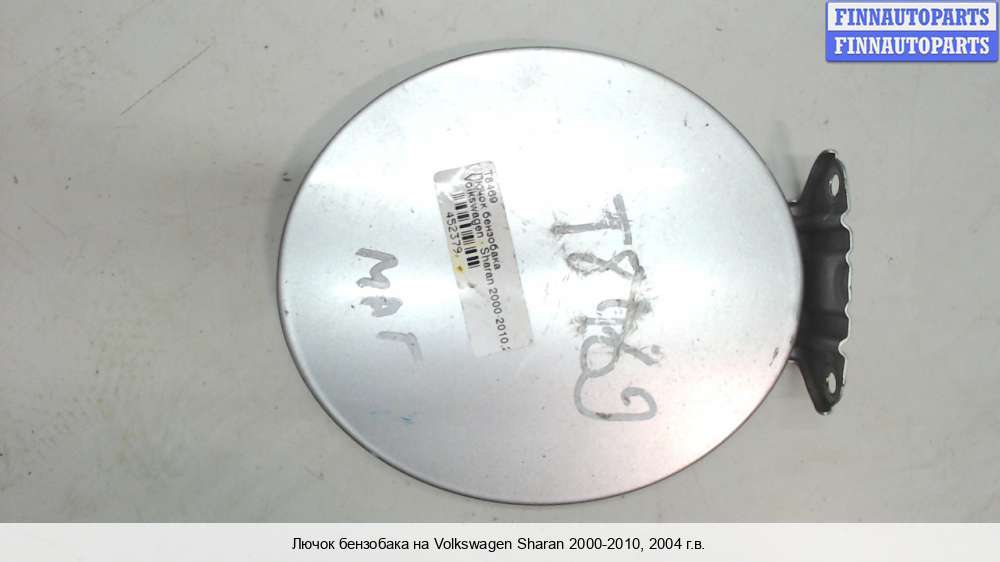 FINNAUTOPARTS
FINNAUTOPARTS
T8469
Лючок бензобака
Volkswagen - Sharan 2000-2010,2
452379
T8469
МАГ
Лючок бензобака на Volkswagen Sharan 2000-2010, 2004 г.в.